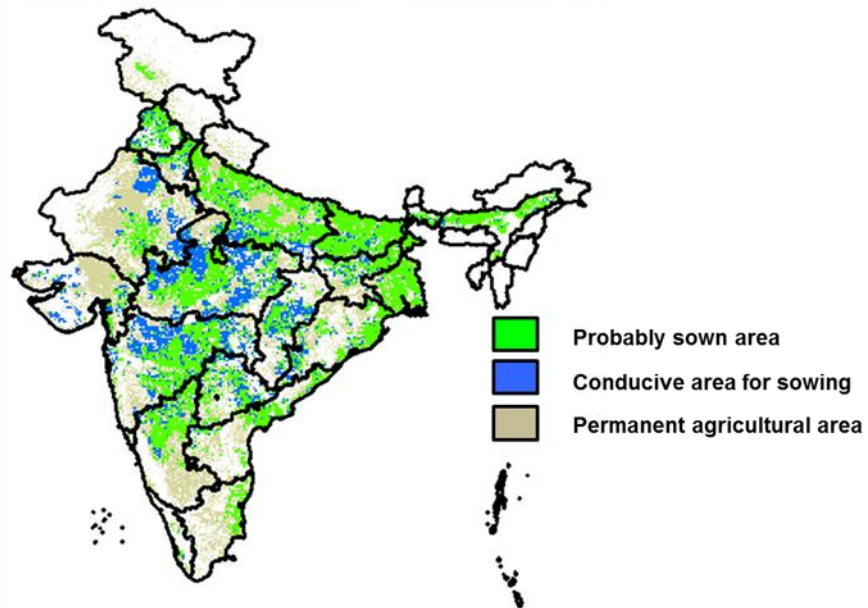 Probably sown area
Conducive area for sowing
Permanent agricultural area